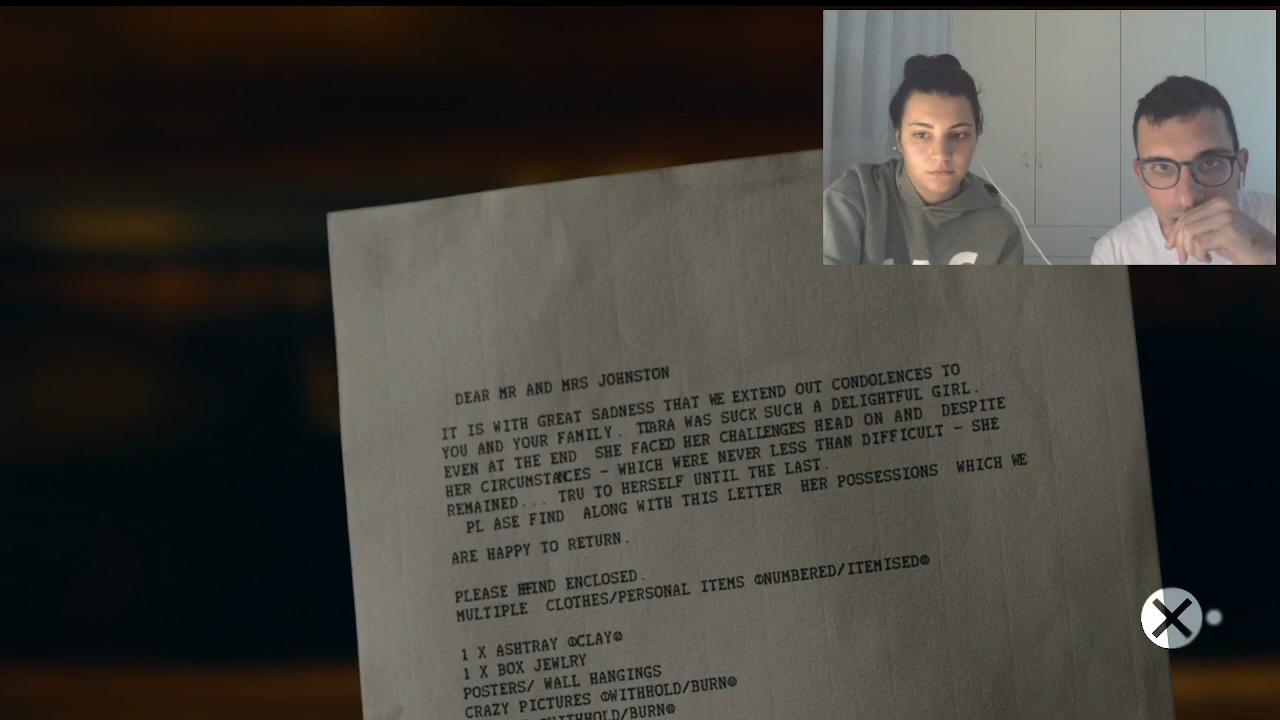 DEAR MR AND MRS JOHNSTON
IT IS WITH GREAT SADNESS THAT WE EXTEND OUT CONDOLENCES TO
YOU AND YOUR FAMILY. TIARA WAS SUCK SUCH A DELIGHTFUL GIRL.
EVEN AT THE END SHE FACED HER CHALLENGES HEAD ON AND DESPITE
HER CIRCUMSTANCES - WHICH WERE NEVER LESS THAN DIFFICULT - SHE
REMAINED... TRU TO HERSELF UNTIL THE LAST.
PL ASE FIND ALONG WITH THIS LETTER HER POSSESSIONS WHICH WE
ARE HAPPY TO RETURN.
PLEASE ENCLOSED.
MULTIPLE CLOTHES/PERSONAL ITEMS NUMBERED/ITEMISED
1 X ASHTRAY CLAY
1 X BOX JEWLRY
POSTERS/ WALL HANGINGS
CRAZY PICTURES WITHHOLD/BURN
WITHHOLD/BURN